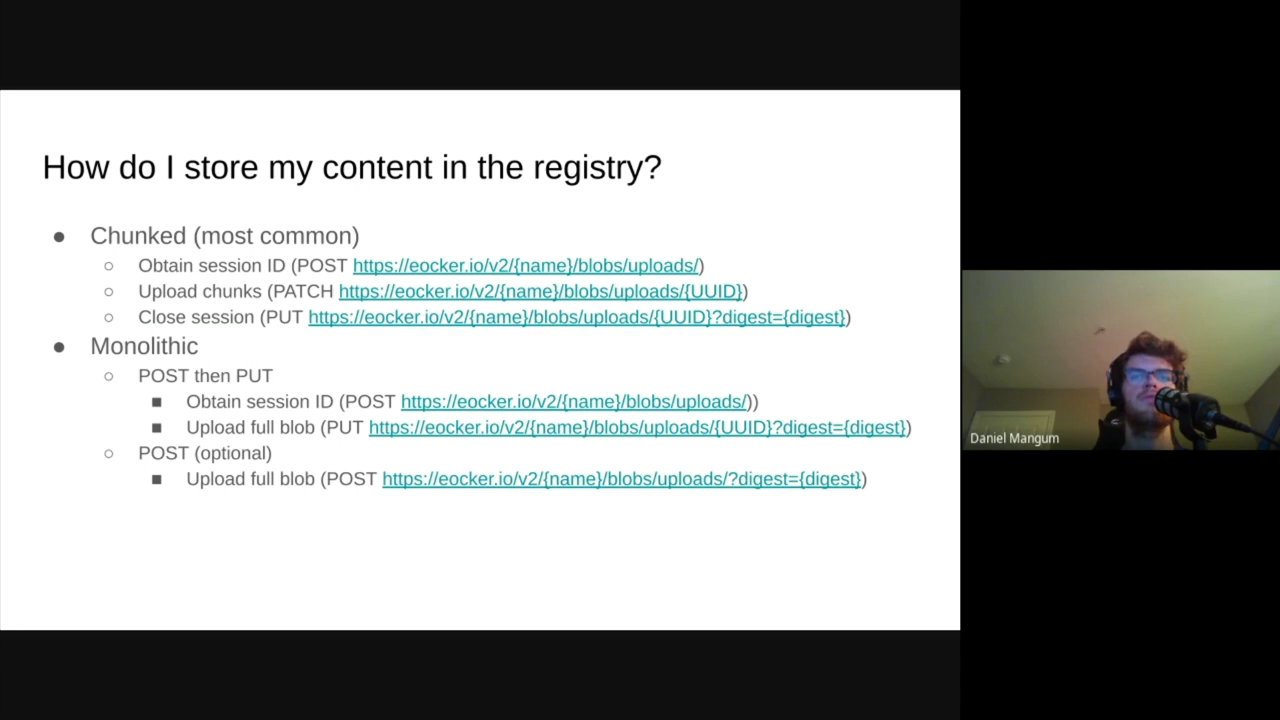 How do I store my content in the registry?
● Chunked (most common)
○ Obtain session ID (POST https://eocker.io/v2/{name}/blobs/uploads/)
○ Upload chunks (PATCH https://eocker.io/v2/{name}/blobs/uploads/{UUID})
○ Close session (PUT https://eocker.io/v2/{name}/blobs/uploads/{UUID}?digest={digest})
● Monolithic
○ POST then PUT
■ Obtain session ID (POST https://eocker.io/v2/{name}/blobs/uploads/))
■ Upload full blob (PUT https://eocker.io/v2/{name}/blobs/uploads/{UUID}?digest={digest})
○ POST (optional)
■ Upload full blob (POST https://eocker.io/v2/{name}/blobs/uploads/?digest={digest})
Daniel Mangum